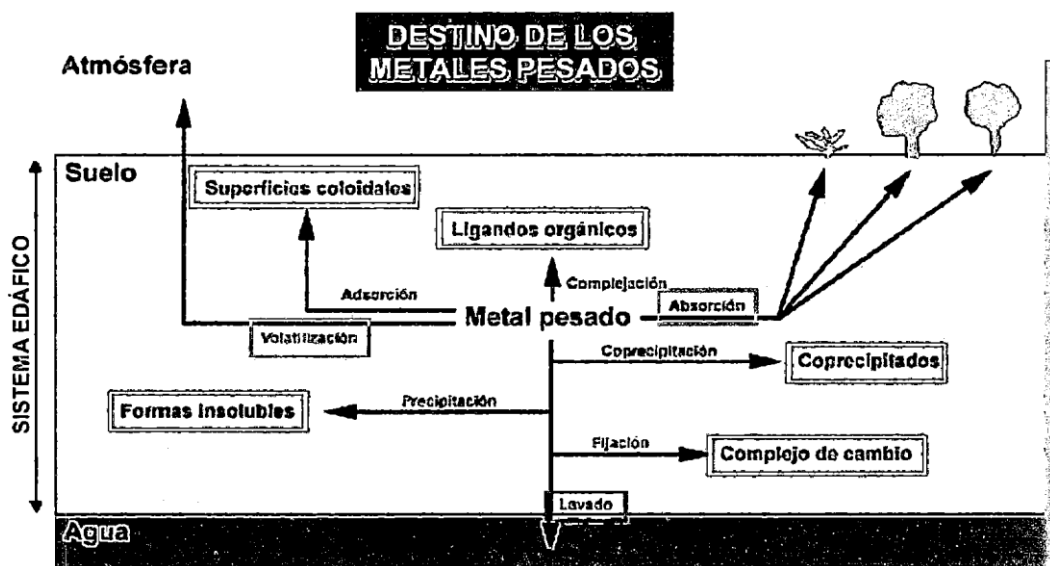 DESTINO DE LOS
METALES PESADOS
Atmósfera
Suelo
Superficies coloidales
Ligandos orgánicos
Complejación
Adsorción
Metal pesado
Absorción
Volatilización
Coprecipitación
Coprecipitados
Formas insolubles
Precipitación
Fijación
Complejo de cambio
Lavado
Agua
SISTEMA EDÁFICO